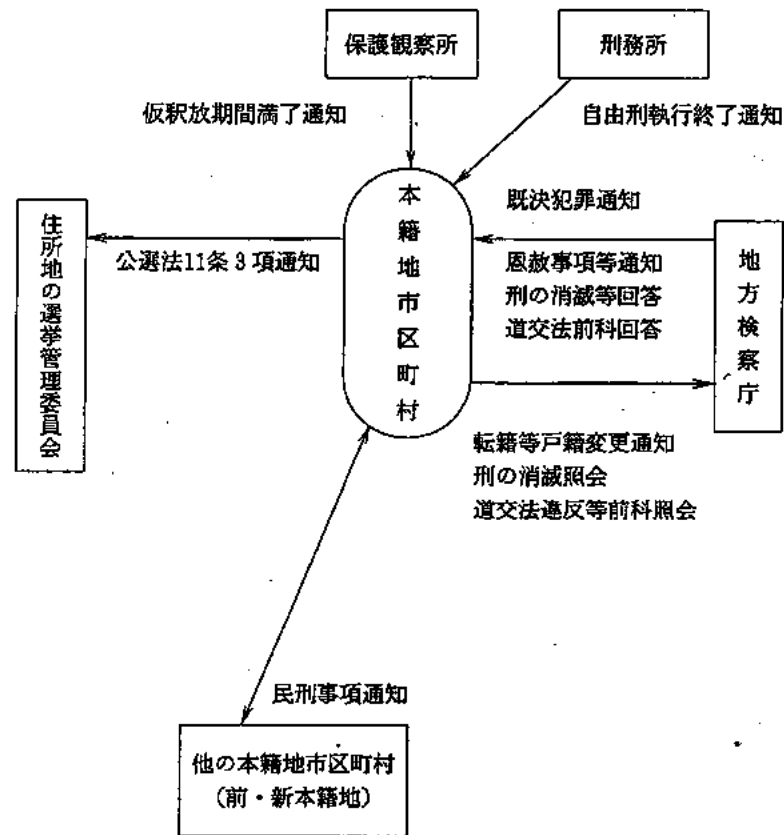 保護観察所
刑務所
仮釈放期間満了通知
自由刑執行終了通知
本籍地市区町村
既決犯罪通知
恩赦事項等通知
刑の消滅等回答
道交法前科回答
地方検察庁
公選法11条3項通知
住所地の選挙管理委員会
転籍等戸籍変更通知
刑の消滅照会
道交法違反等前科照会
民刑事項通知
他の本籍地市区町村
（前・新本籍地）